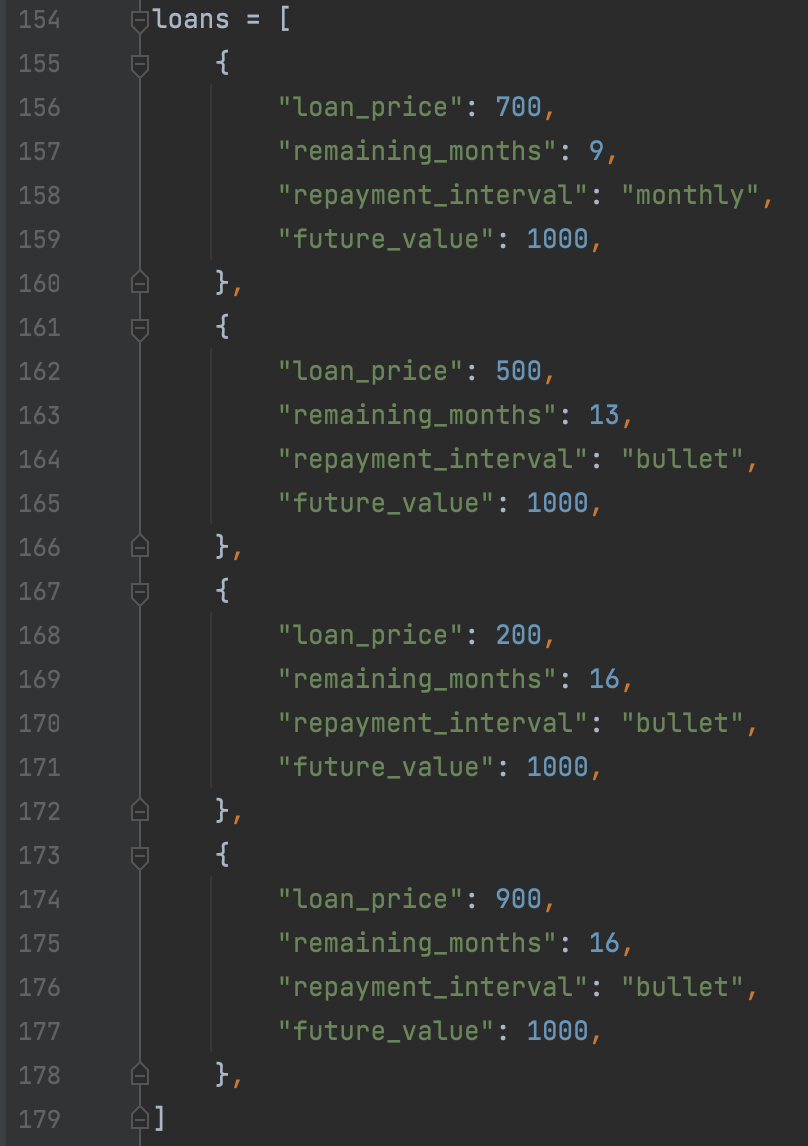 154 loans = [
155     {
156         "loan_price": 700,
157         "remaining_months": 9,
158         "repayment_interval": "monthly",
159         "future_value": 1000,
160     },
161     {
162         "loan_price": 500,
163         "remaining_months": 13,
164         "repayment_interval": "bullet",
165         "future_value": 1000,
166     },
167     {
168         "loan_price": 200,
169         "remaining_months": 16,
170         "repayment_interval": "bullet",
171         "future_value": 1000,
172     },
173     {
174         "loan_price": 900,
175         "remaining_months": 16,
176         "repayment_interval": "bullet",
177         "future_value": 1000,
178     },
179 ]